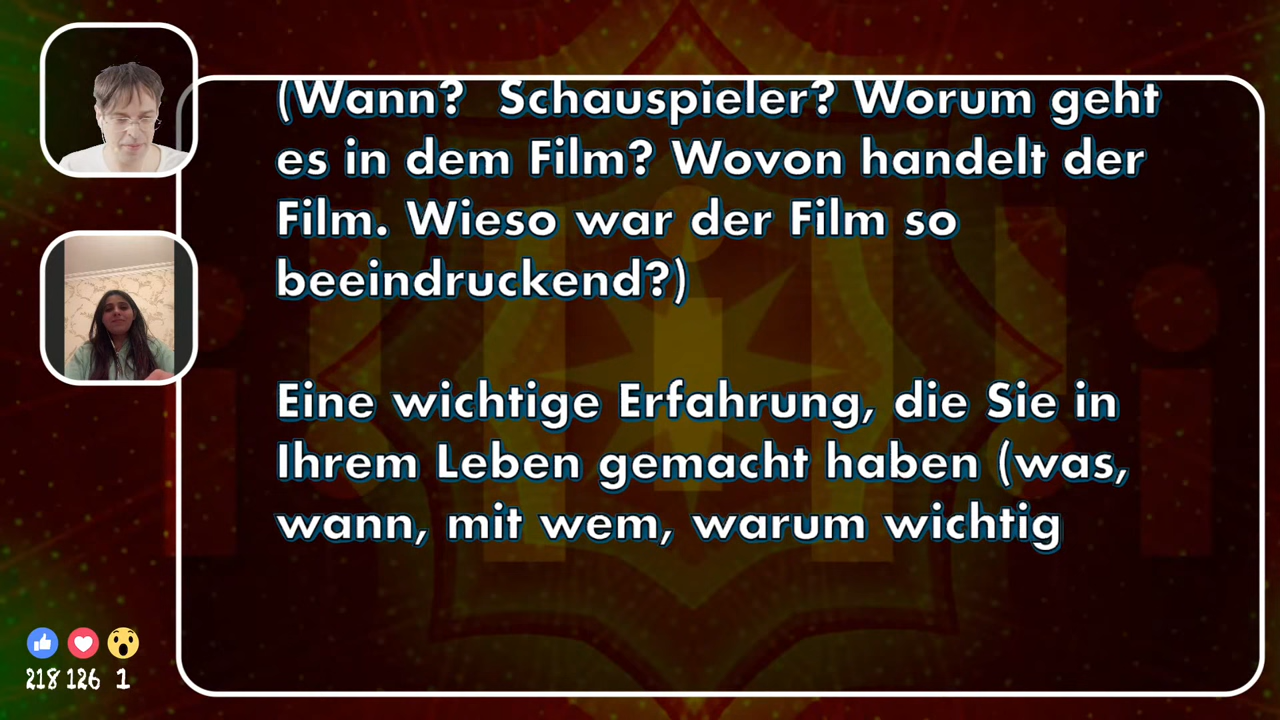 (Wann?  Schauspieler? Worum geht
es in dem Film? Wovon handelt der
Film. Wieso war der Film so
beeindruckend?)
Eine wichtige Erfahrung, die Sie in
Ihrem Leben gemacht haben (was,
wann, mit wem, warum wichtig
218 126 1